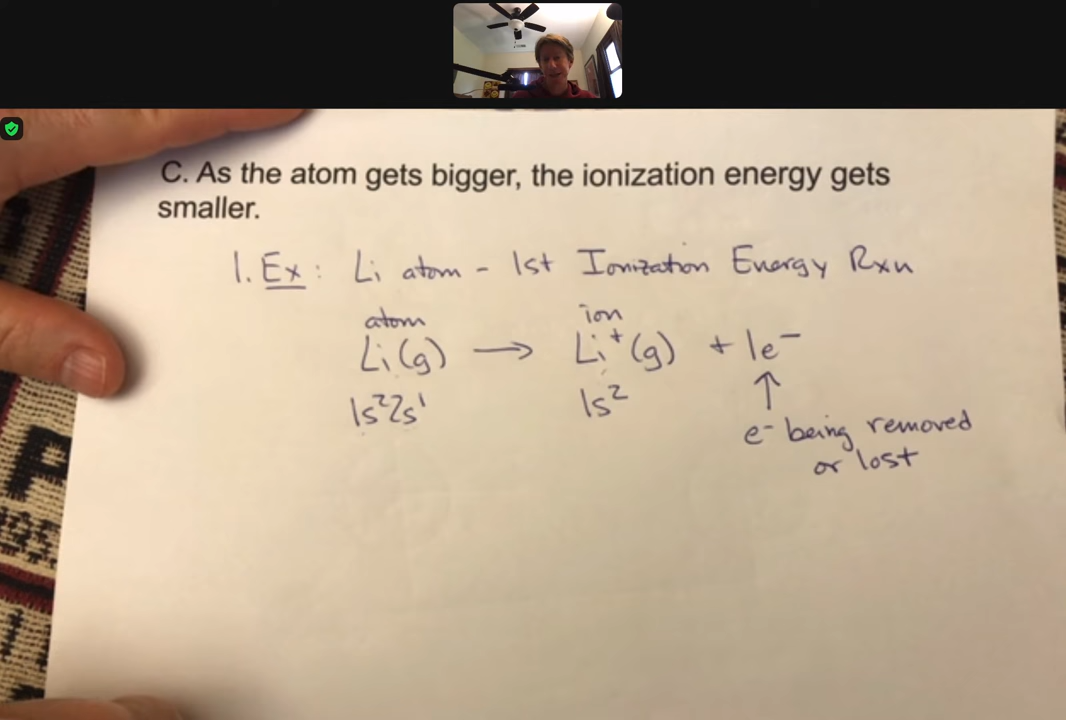 C. As the atom gets bigger, the ionization energy gets
smaller.
1. Ex: Li atom - 1st Ionization Energy Rxn
atom ion
Li(g) → Li⁺(g) + 1e⁻
1s²2s¹ 1s²
↑
e⁻ being removed
or lost